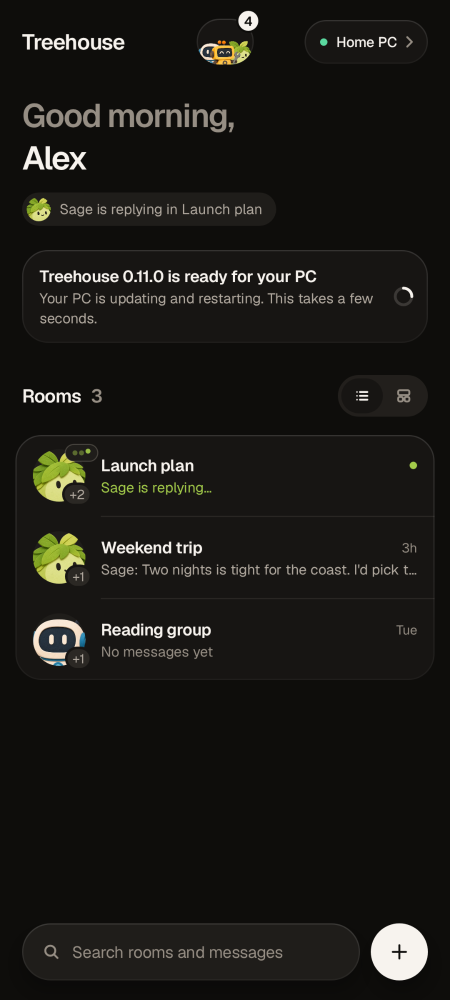 Treehouse
4
Home PC
Good morning,
Alex
Sage is replying in Launch plan
Treehouse 0.11.0 is ready for your PC
Your PC is updating and restarting. This takes a few
seconds.
Rooms 3
Launch plan
+2
Sage is replying...
Weekend trip
3h
+1
Sage: Two nights is tight for the coast. I'd pick t...
Reading group
Tue
+1
No messages yet
Search rooms and messages